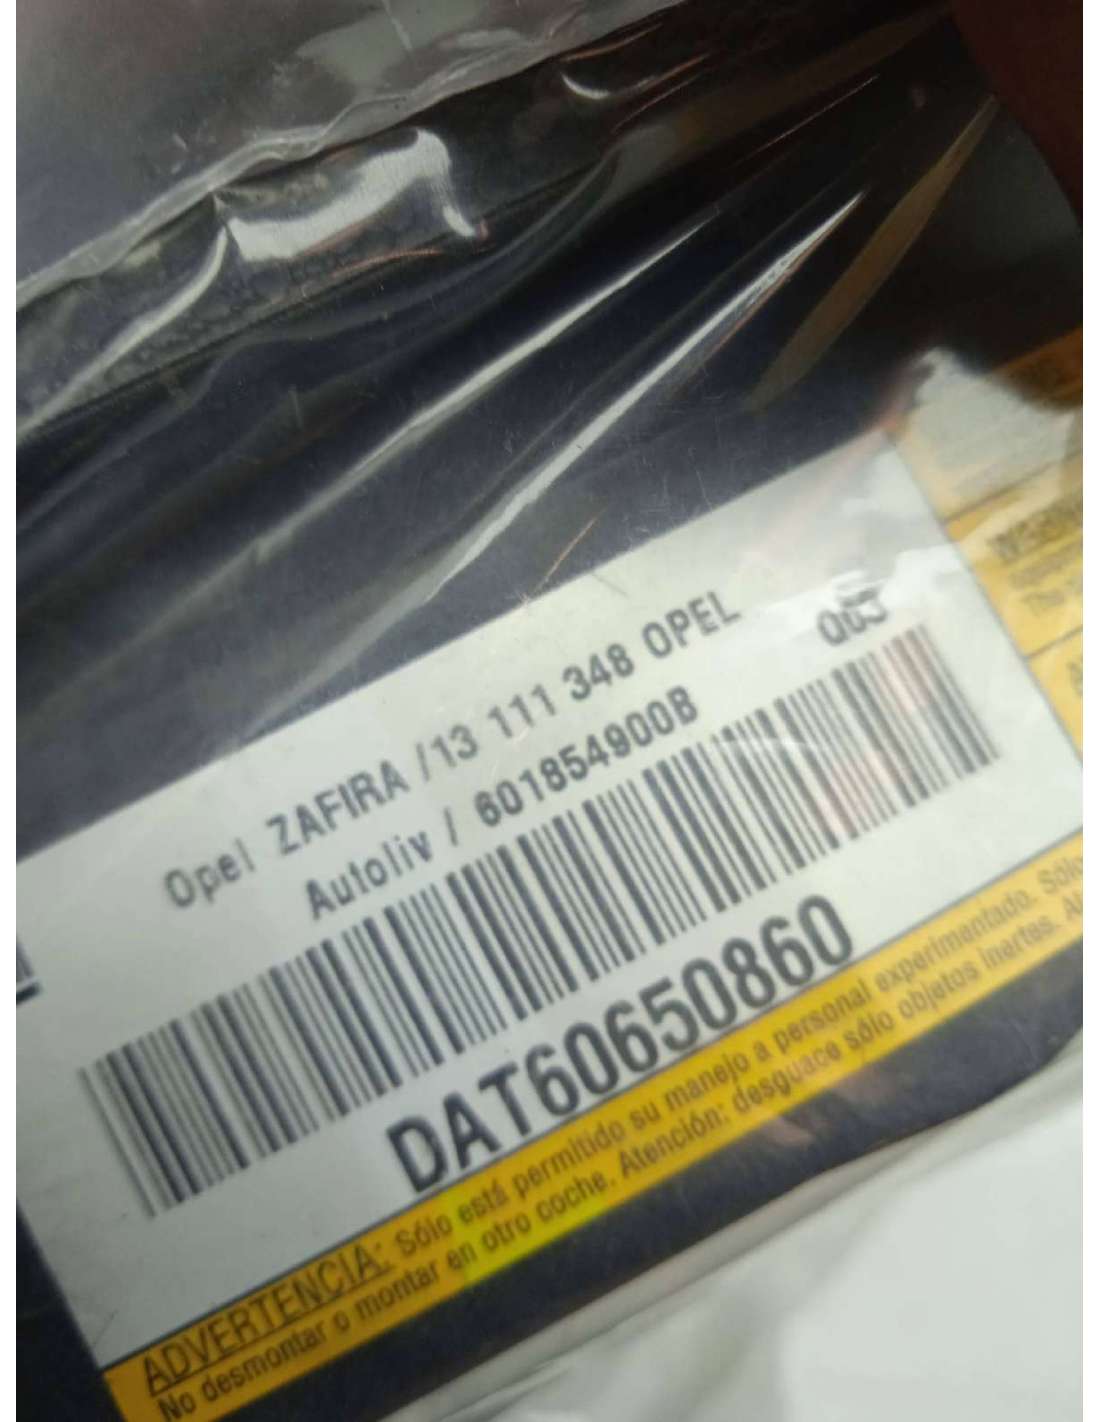 Opel ZAFIRA /13 111 348 OPEL
Autoliv / 601854900B
DAT60650860
ADVERTENCIA: Sólo está permitido su manejo a personal experimentado. Sólo
No desmontar o montar en otro coche. Atención: desguace sólo objetos inertes.